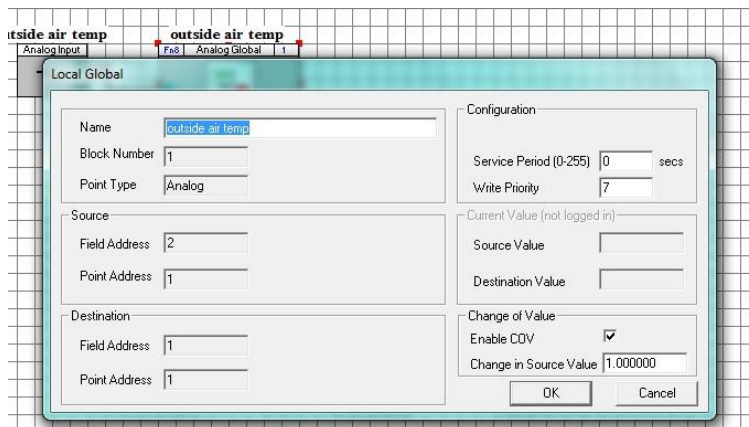 tside air temp
outside air temp
Analog Input
Fn8 Analog Global 1
Local Global
Name outside air temp
Block Number 1
Point Type Analog
Configuration
Service Period (0-255) 0 secs
Write Priority 7
Source
Field Address 2
Point Address 1
Current Value (not logged in)
Source Value
Destination Value
Destination
Field Address 1
Point Address 1
Change of Value
Enable COV
Change in Source Value 1.000000
OK Cancel